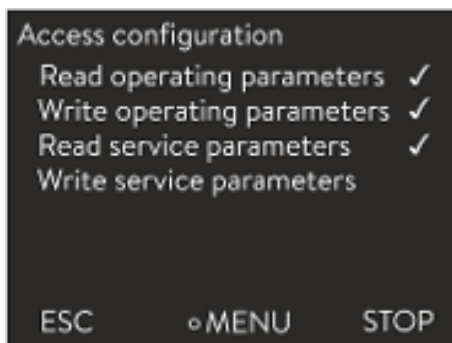 Access configuration
Read operating parameters ✓
Write operating parameters ✓
Read service parameters ✓
Write service parameters
ESC ∘MENU STOP